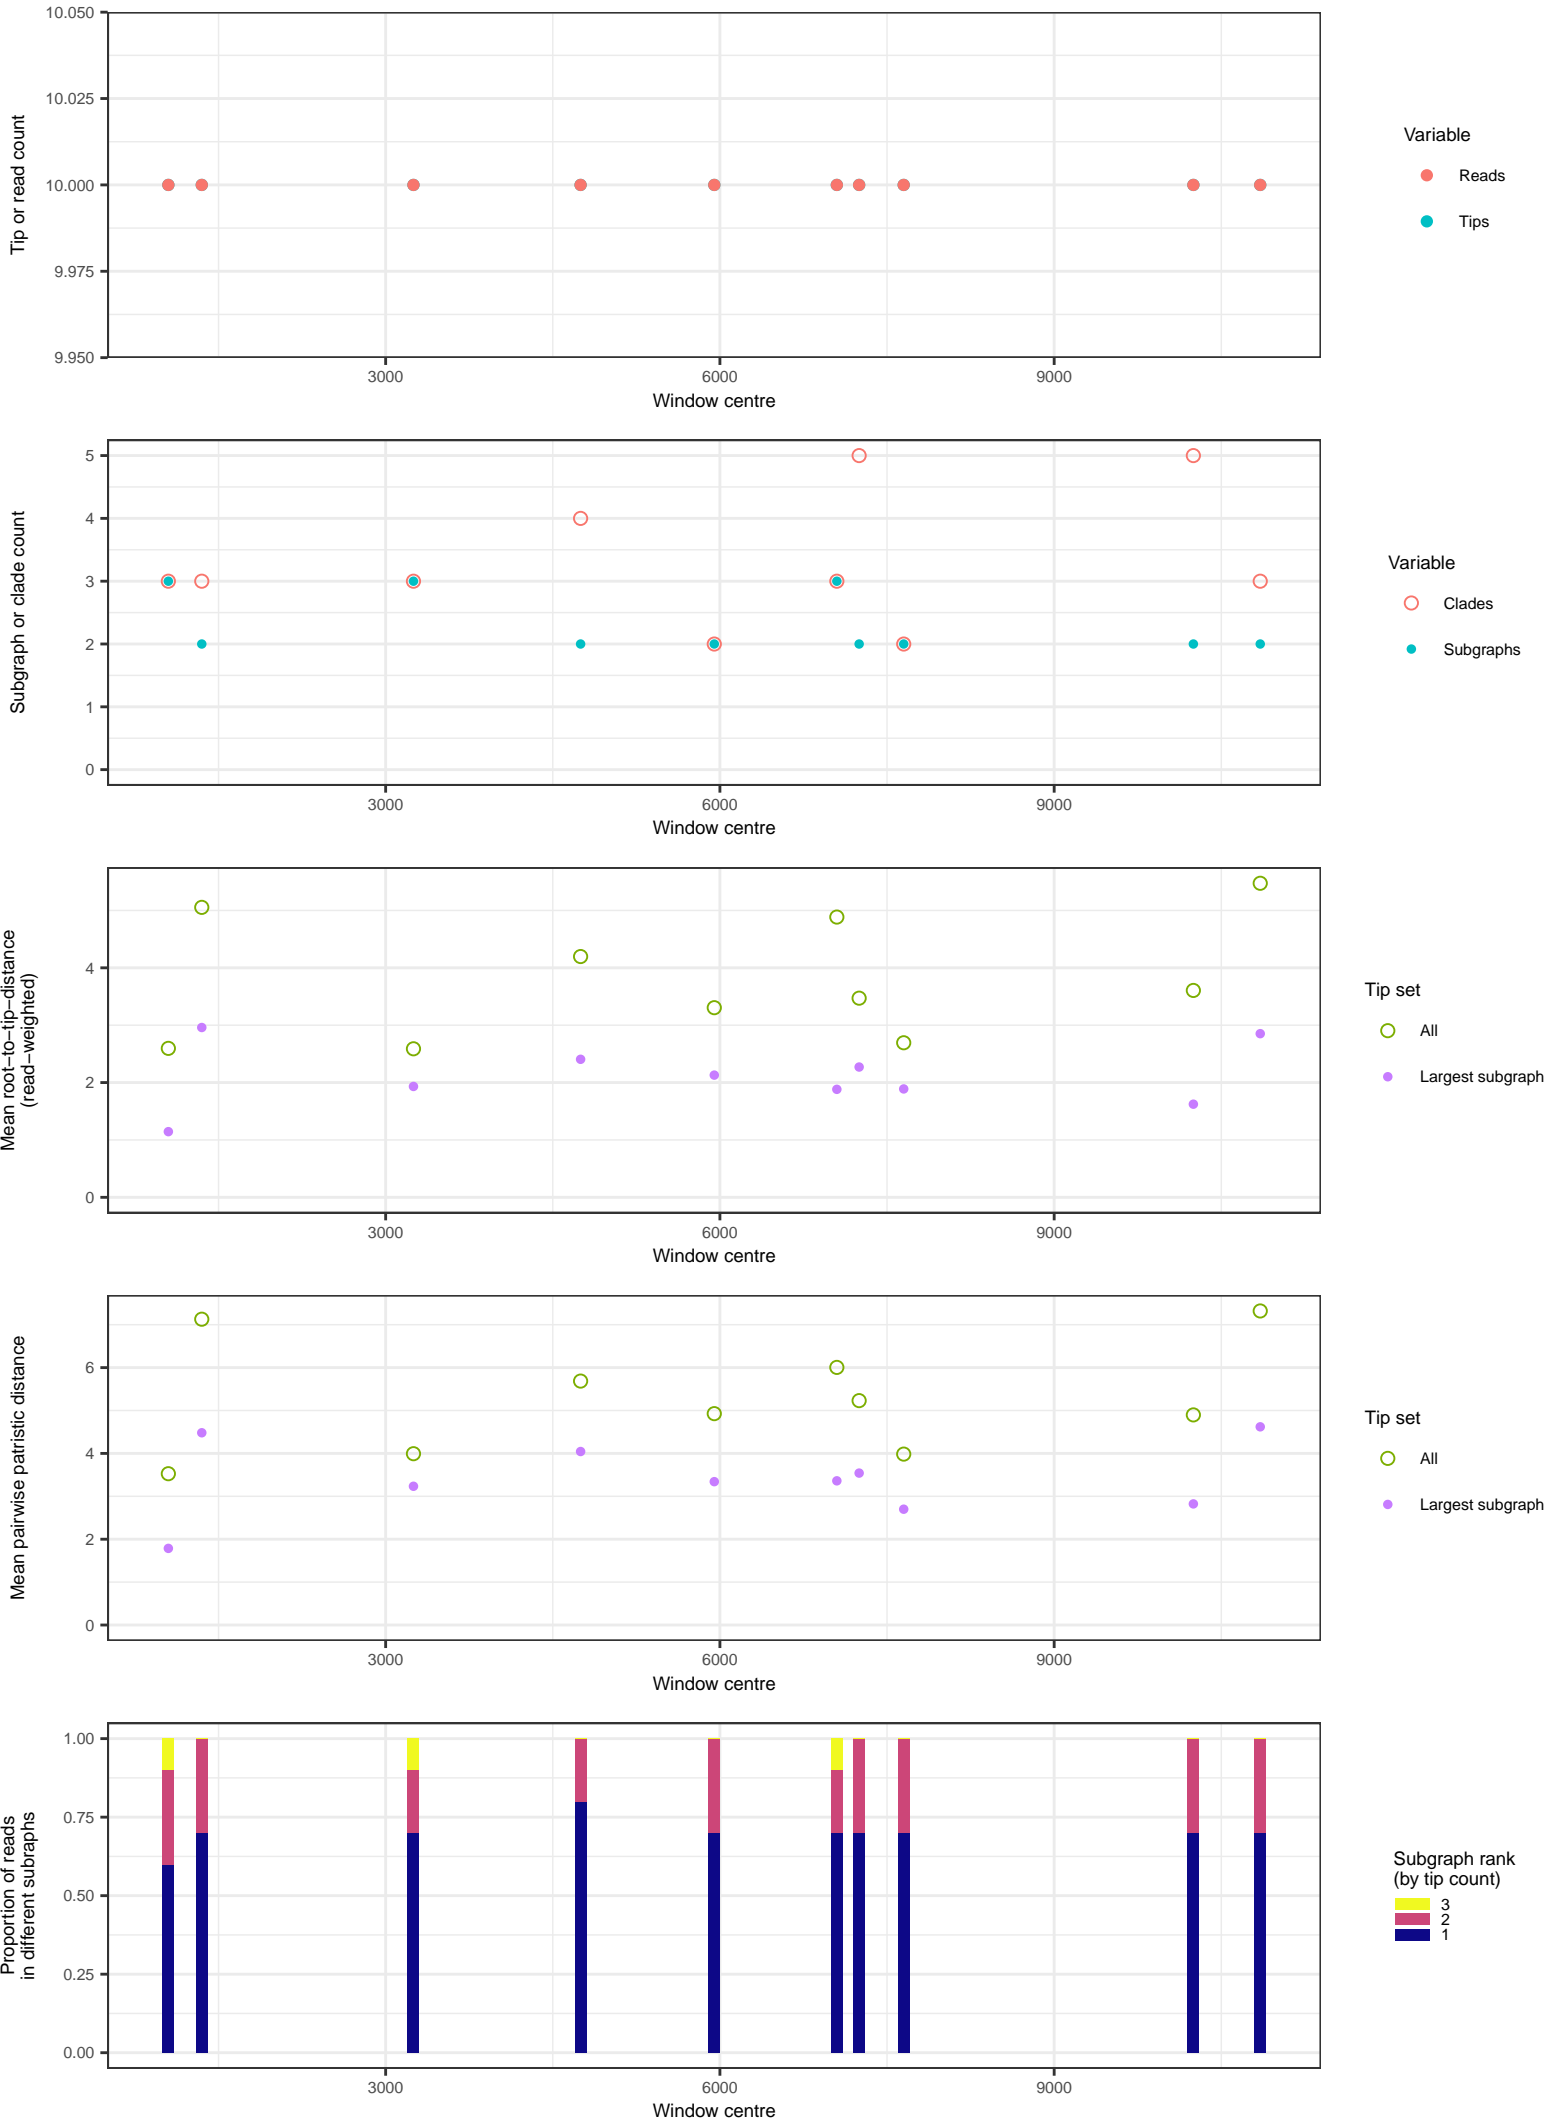 10.050
10.025
10.000
9.975
9.950
Tip or read count
3000
6000
9000
Window centre
Variable
Reads
Tips
5
4
3
2
1
0
Subgraph or clade count
3000
6000
9000
Window centre
Variable
Clades
Subgraphs
4
2
0
Mean root−to−tip−distance
(read−weighted)
3000
6000
9000
Window centre
Tip set
All
Largest subgraph
6
4
2
0
Mean pairwise patristic distance
3000
6000
9000
Window centre
Tip set
All
Largest subgraph
1.00
0.75
0.50
0.25
0.00
Proportion of reads
in different subraphs
3000
6000
9000
Window centre
Subgraph rank
(by tip count)
3
2
1